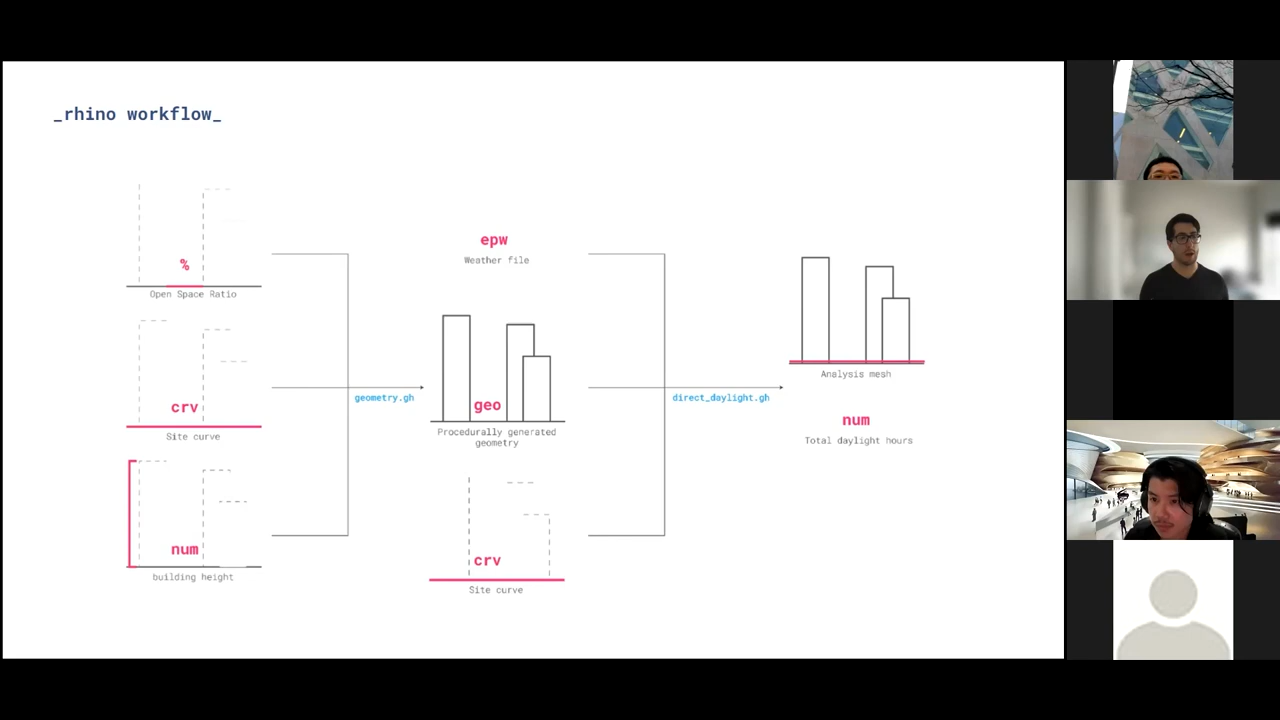 _rhino workflow_
%
Open Space Ratio
crv
Site curve
num
building height
geometry.gh
epw
Weather file
geo
Procedurally generated
geometry
crv
Site curve
direct_daylight.gh
Analysis mesh
num
Total daylight hours